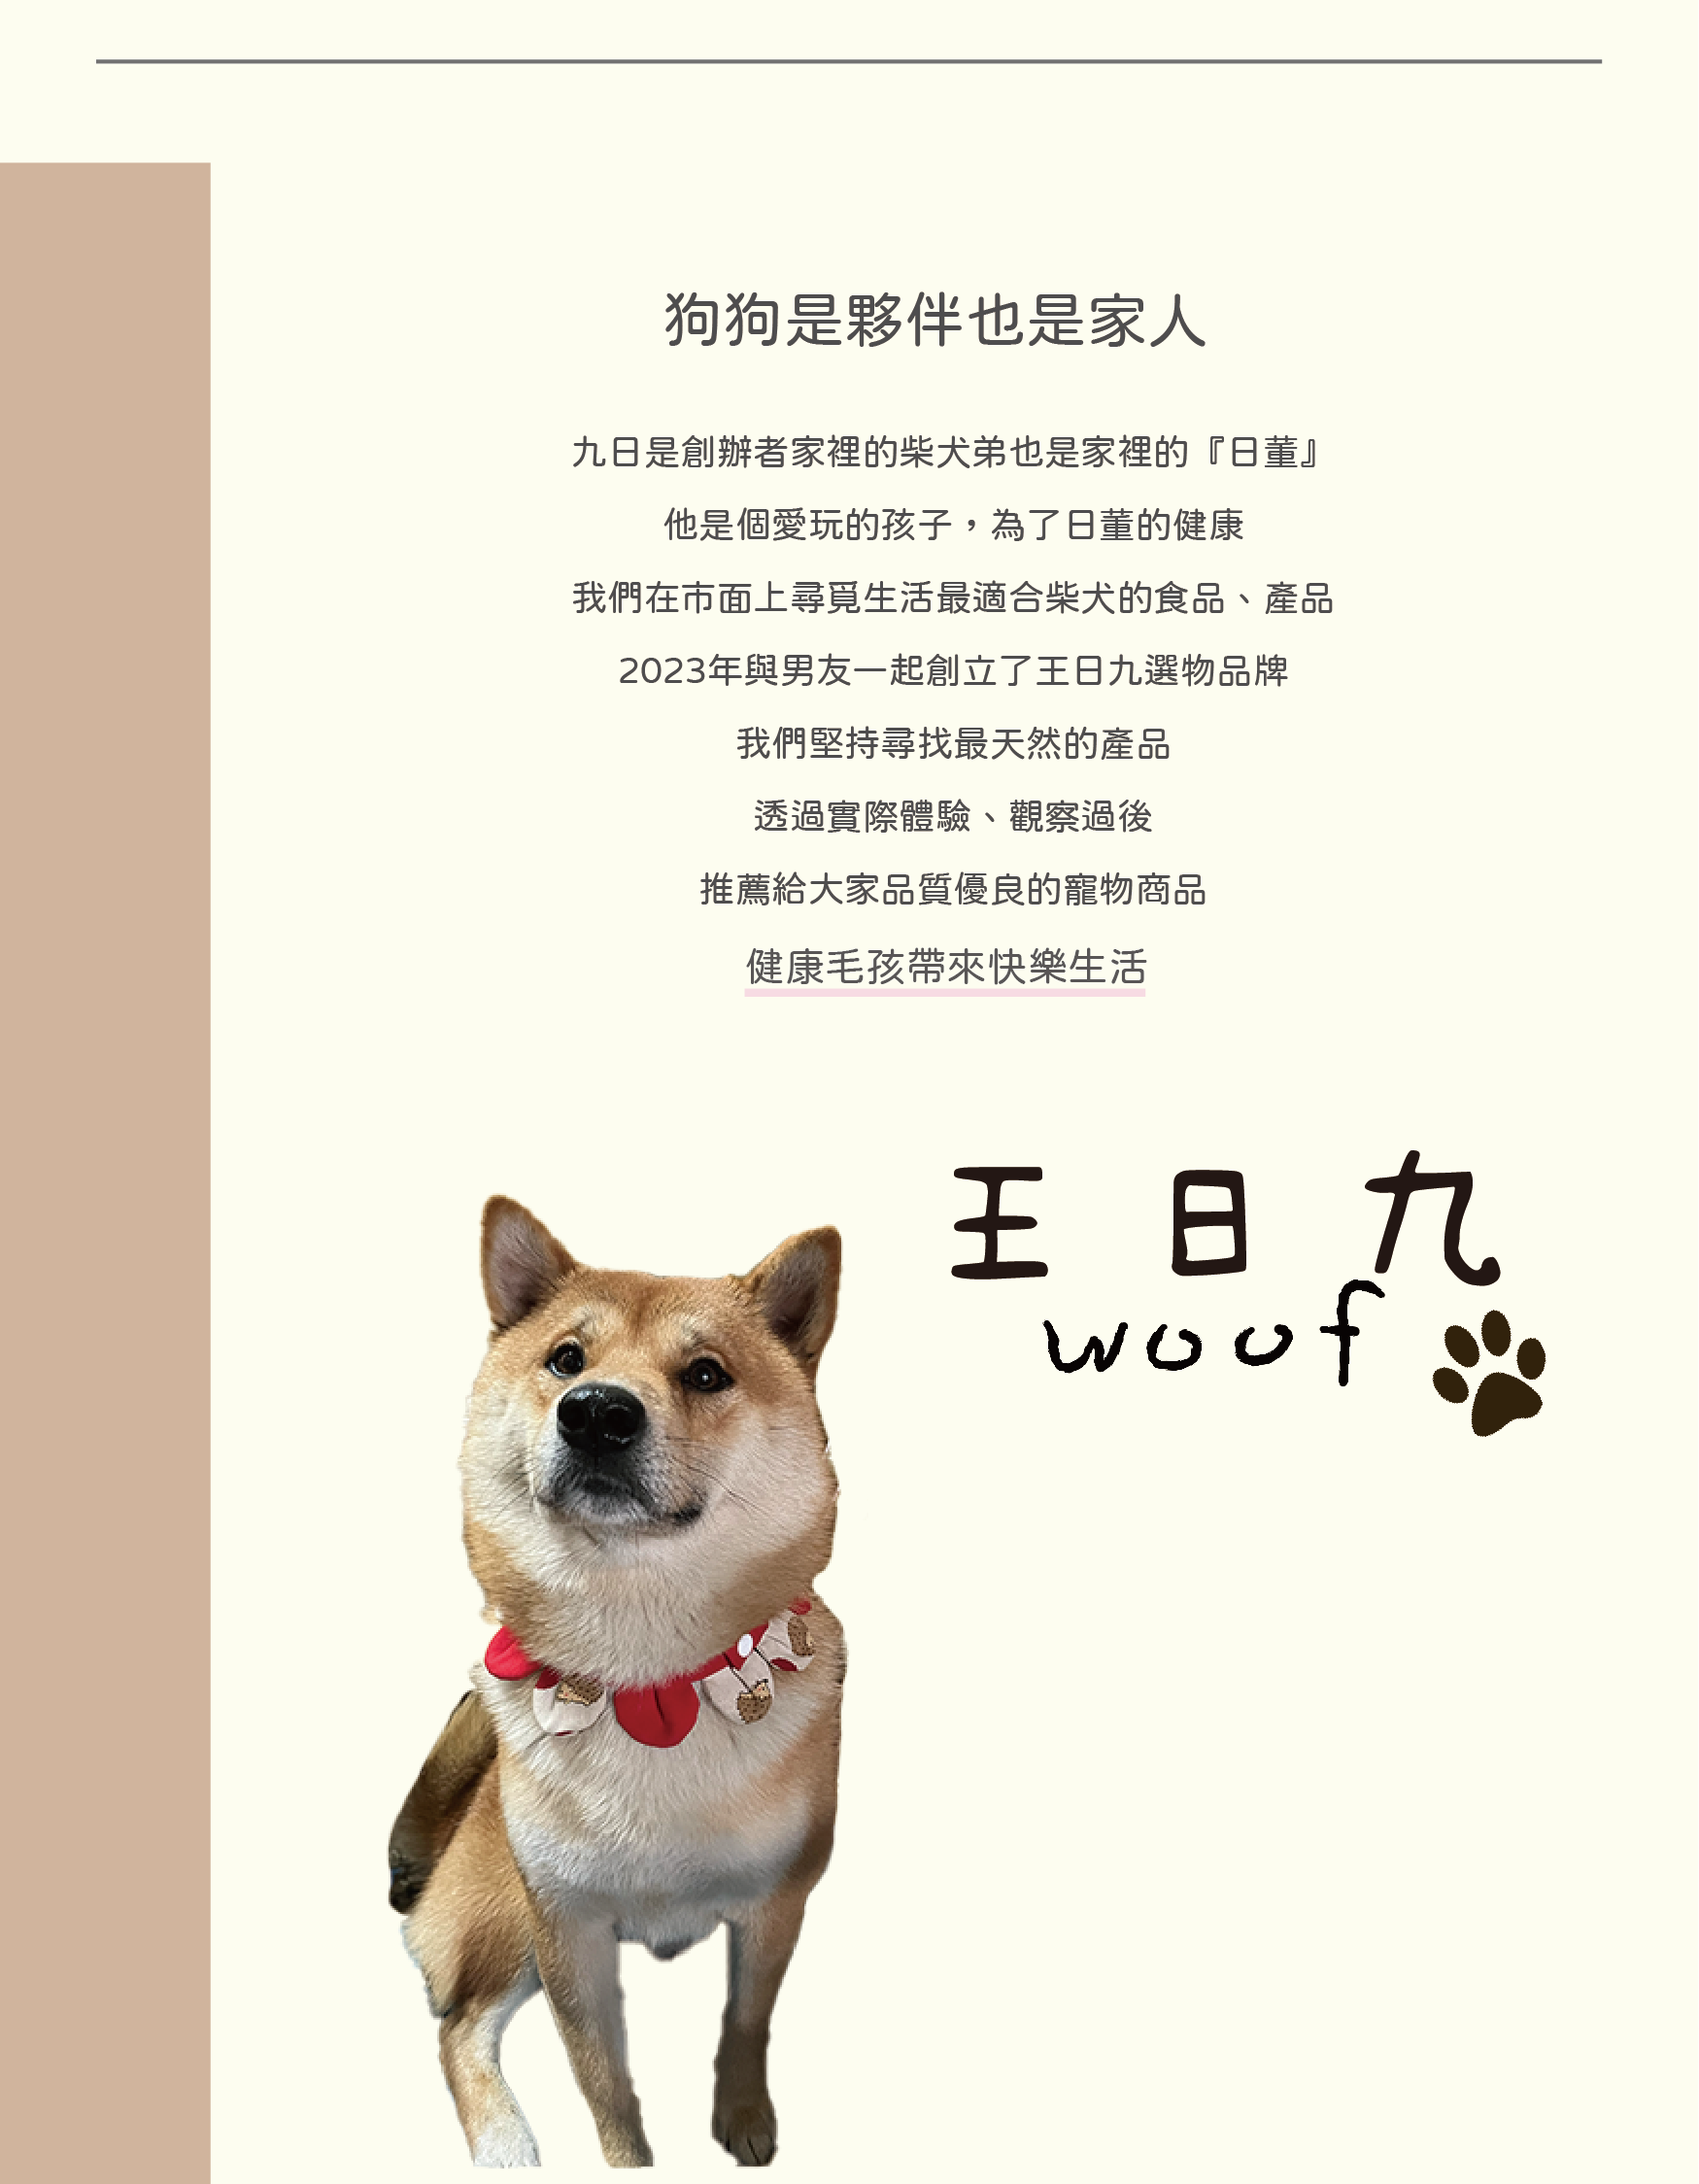 狗狗是夥伴也是家人
九日是創辦者家裡的柴犬弟也是家裡的『日董』
他是個愛玩的孩子，為了日董的健康
我們在市面上尋覓生活最適合柴犬的食品、產品
2023年與男友一起創立了王日九選物品牌
我們堅持尋找最天然的產品
透過實際體驗、觀察過後
推薦給大家品質優良的寵物商品
健康毛孩帶來快樂生活
王日九
woof